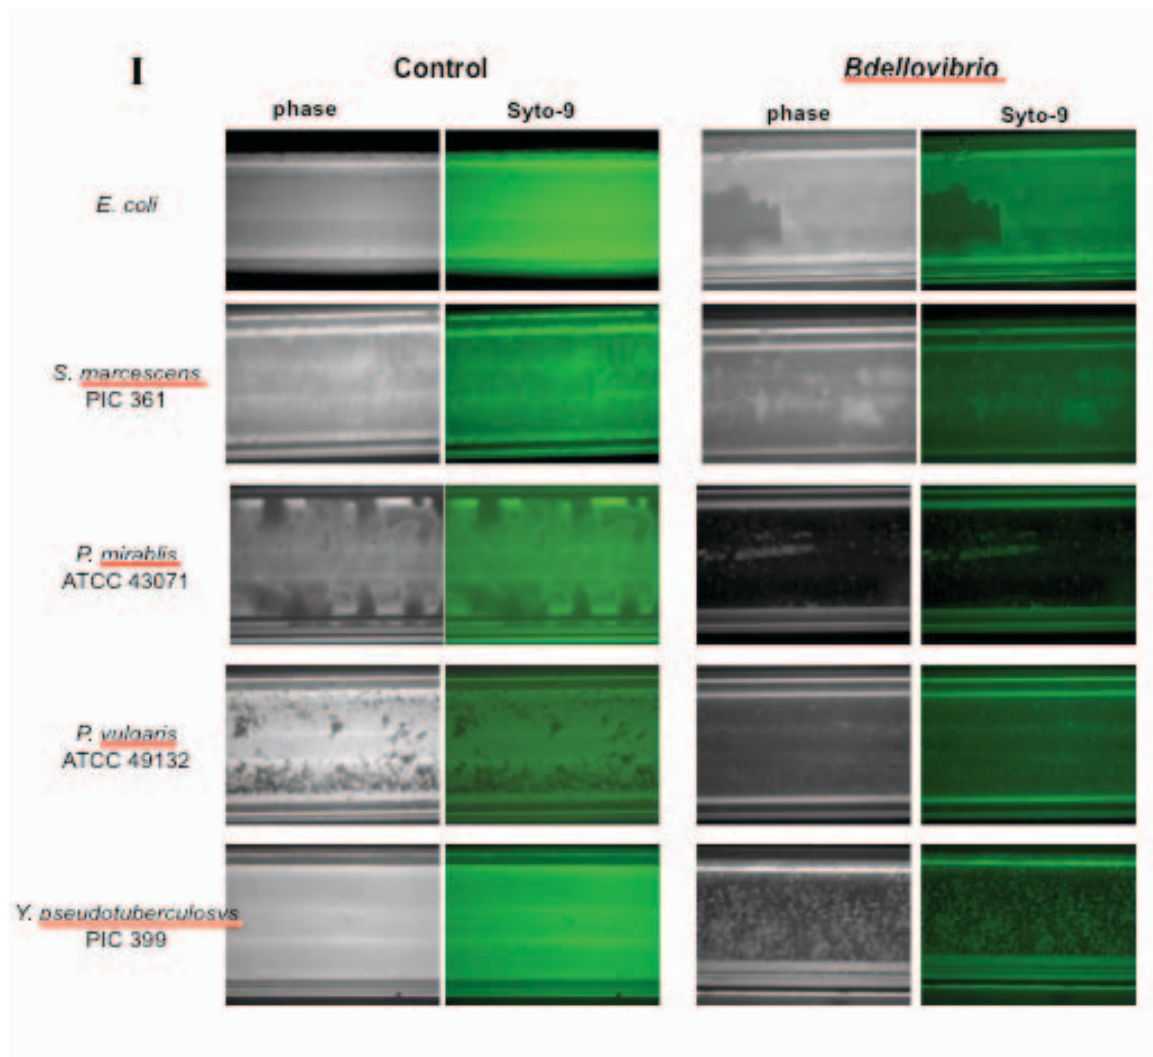 I
Control
Bdellovibrio
phase
Syto-9
phase
Syto-9
E. coli
S. marcescens
PIC 361
P. mirablis
ATCC 43071
P. vulgaris
ATCC 49132
Y. pseudotuberculosys
PIC 399